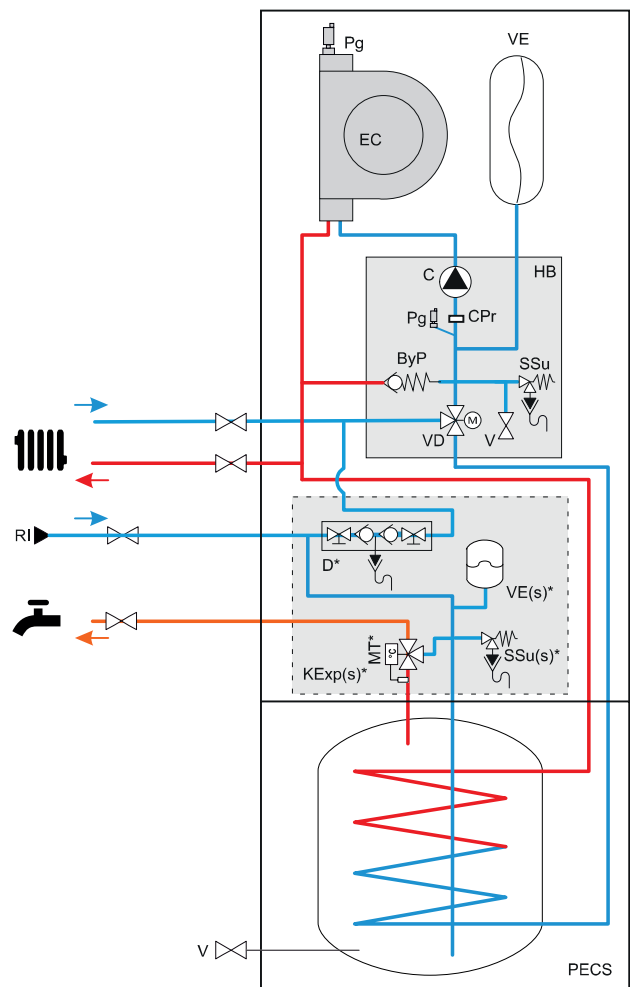 Pg
VE
EC
HB
C
Pg
CPr
ByP
SSu
M
VD
V
RI
D*
VE(s)*
MT*
°C
SSu(s)*
KExp(s)*
V
PECS